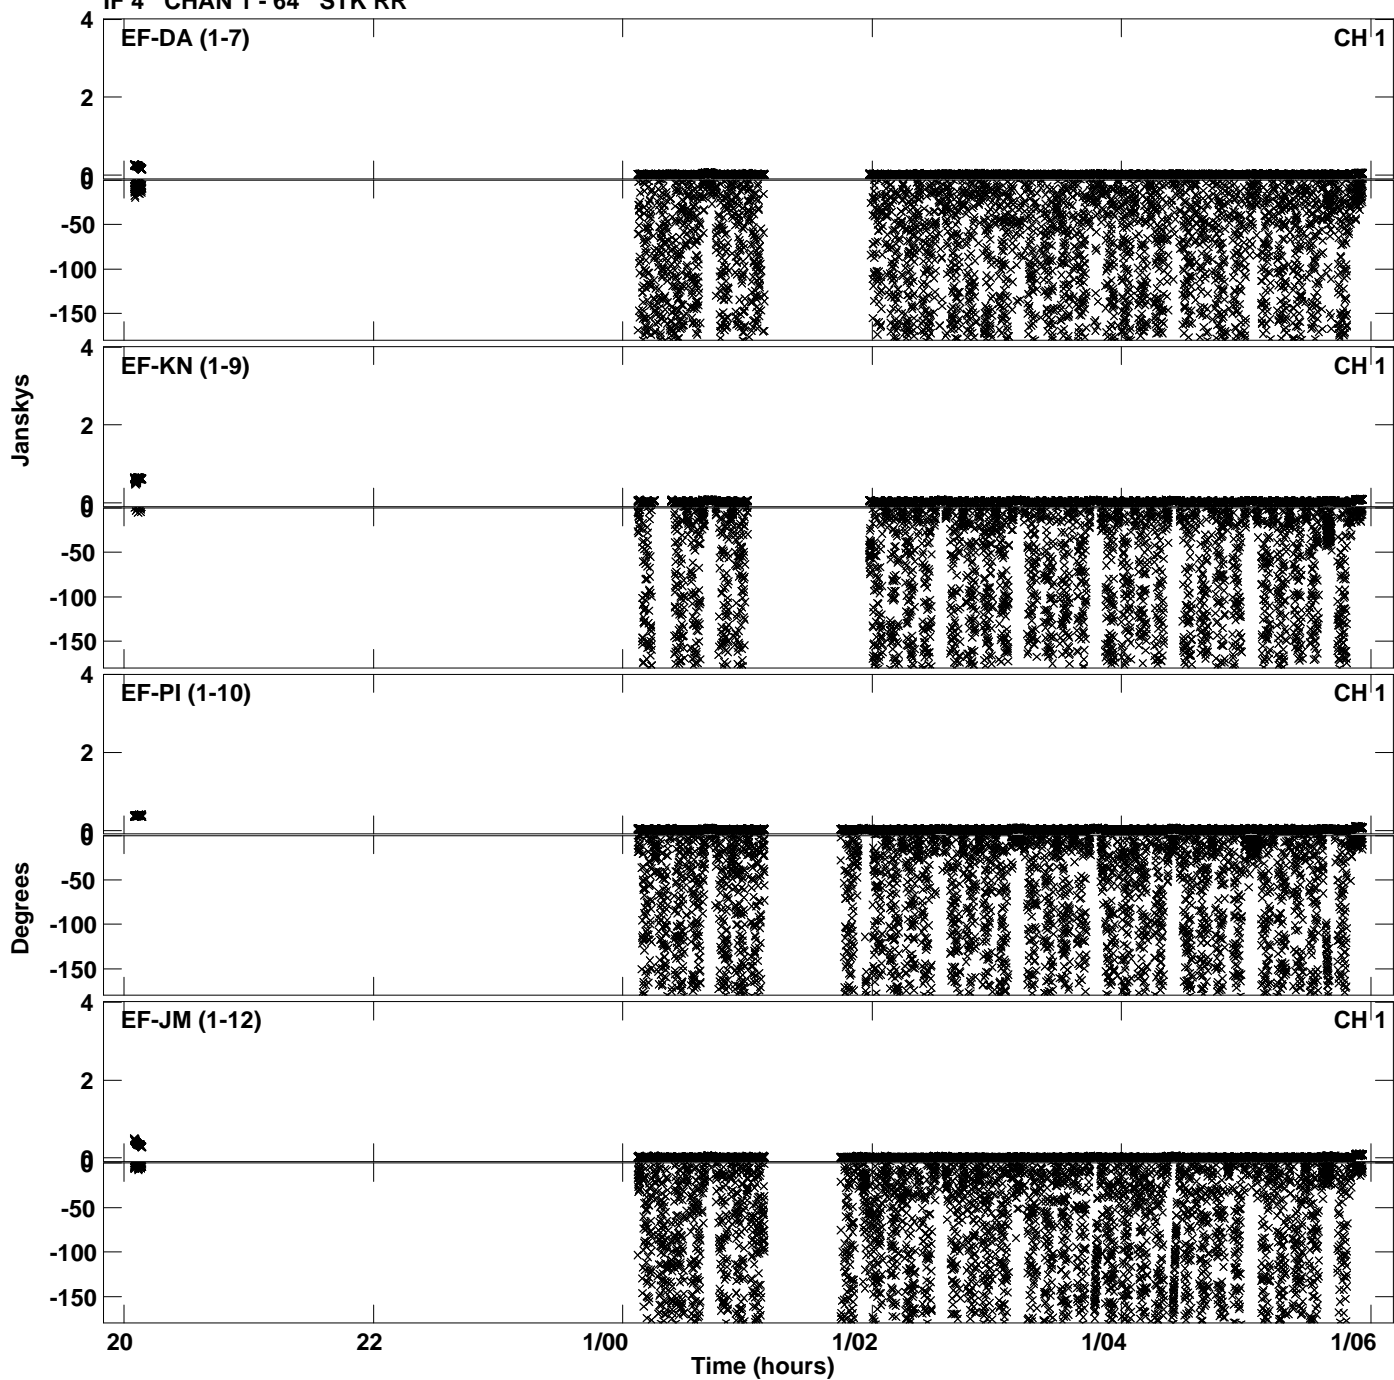 IF 4 CHAN 1 - 64 STK RR
4
EF-DA (1-7)
CH 1
2
0
0
-50
-100
-150
4
EF-KN (1-9)
CH 1
Janskys
2
0
0
-50
-100
-150
4
EF-PI (1-10)
CH 1
2
0
0
Degrees
-50
-100
-150
4
EF-JM (1-12)
CH 1
2
0
0
-50
-100
-150
20 22 1/00 1/02 1/04 1/06
Time (hours)